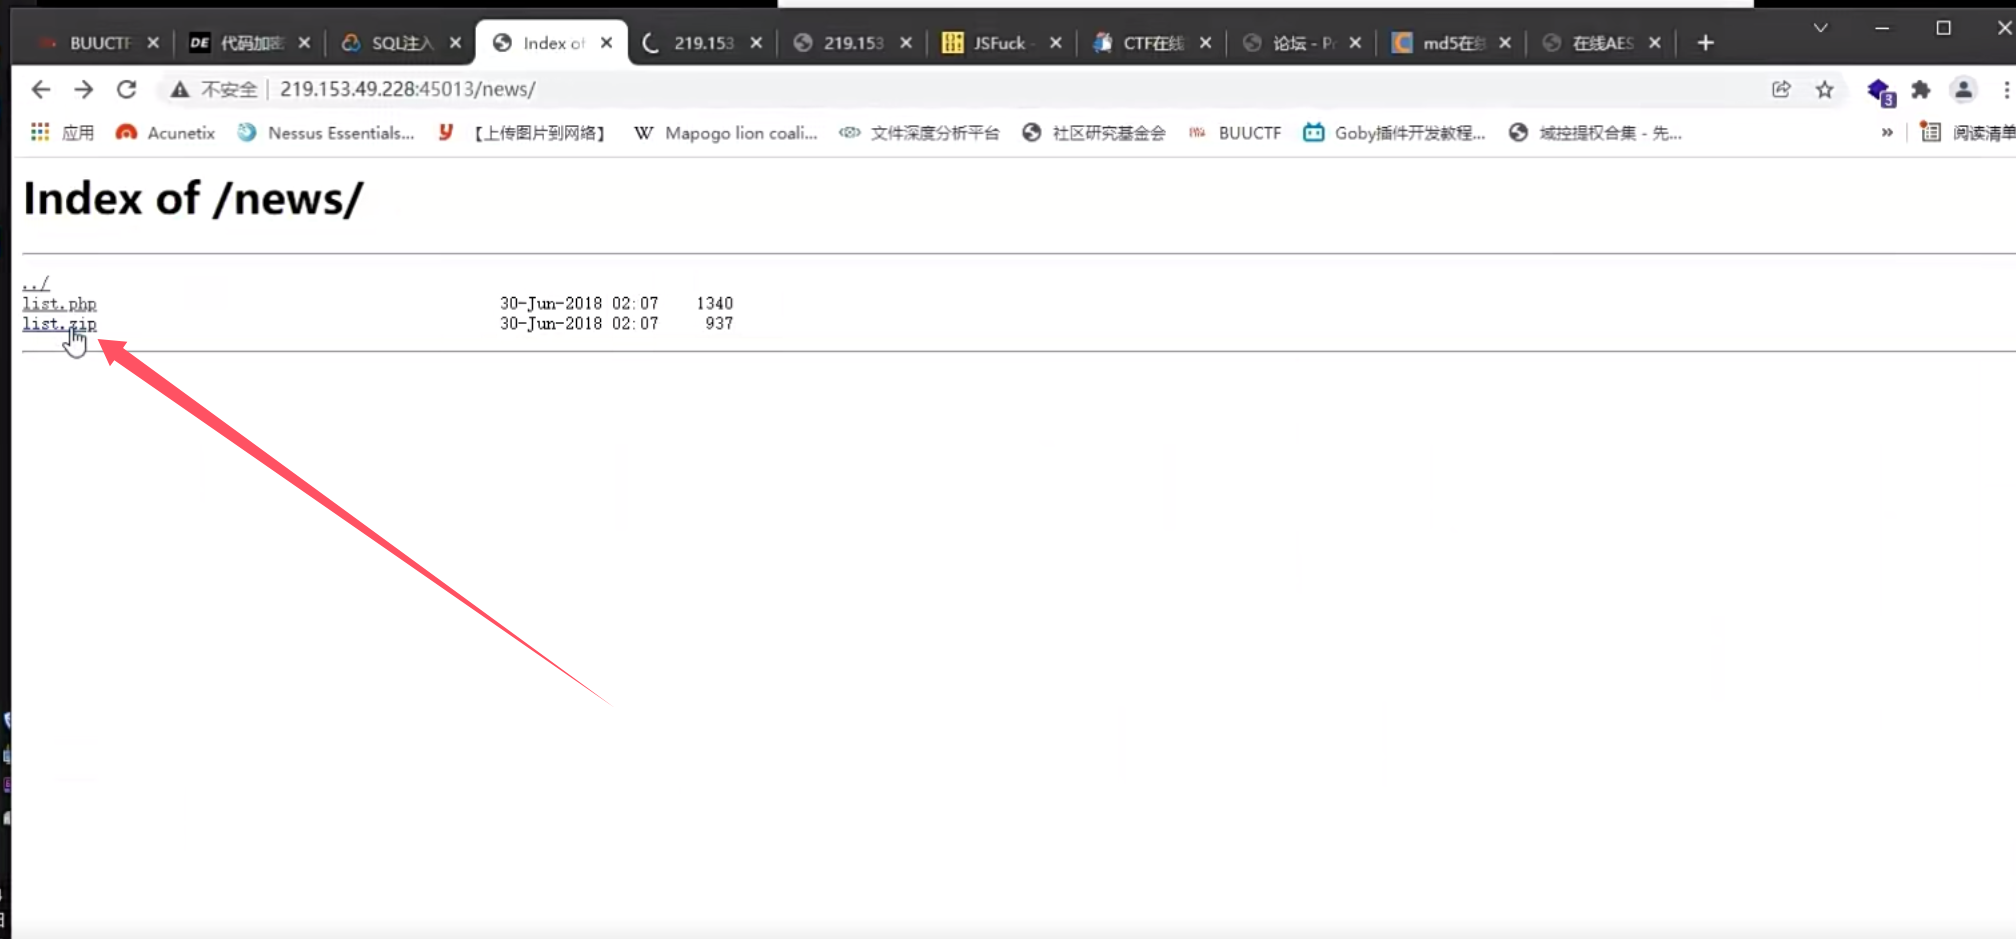 BUUCTF 代码加密 SQL注入 Index of 219.153 219.153 JSFuck - CTF在线 论坛 - P md5在线 在线AES
不安全 219.153.49.228:45013/news/ 3
应用 Acunetix Nessus Essentials... 【上传图片到网络】 Mapogo lion coali... 文件深度分析平台 社区研究基金会 BUUCTF Goby插件开发教程... 域控提权合集 - 先... » 阅读清单
Index of /news/
../
list.php 30-Jun-2018 02:07 1340
list.zip 30-Jun-2018 02:07 937